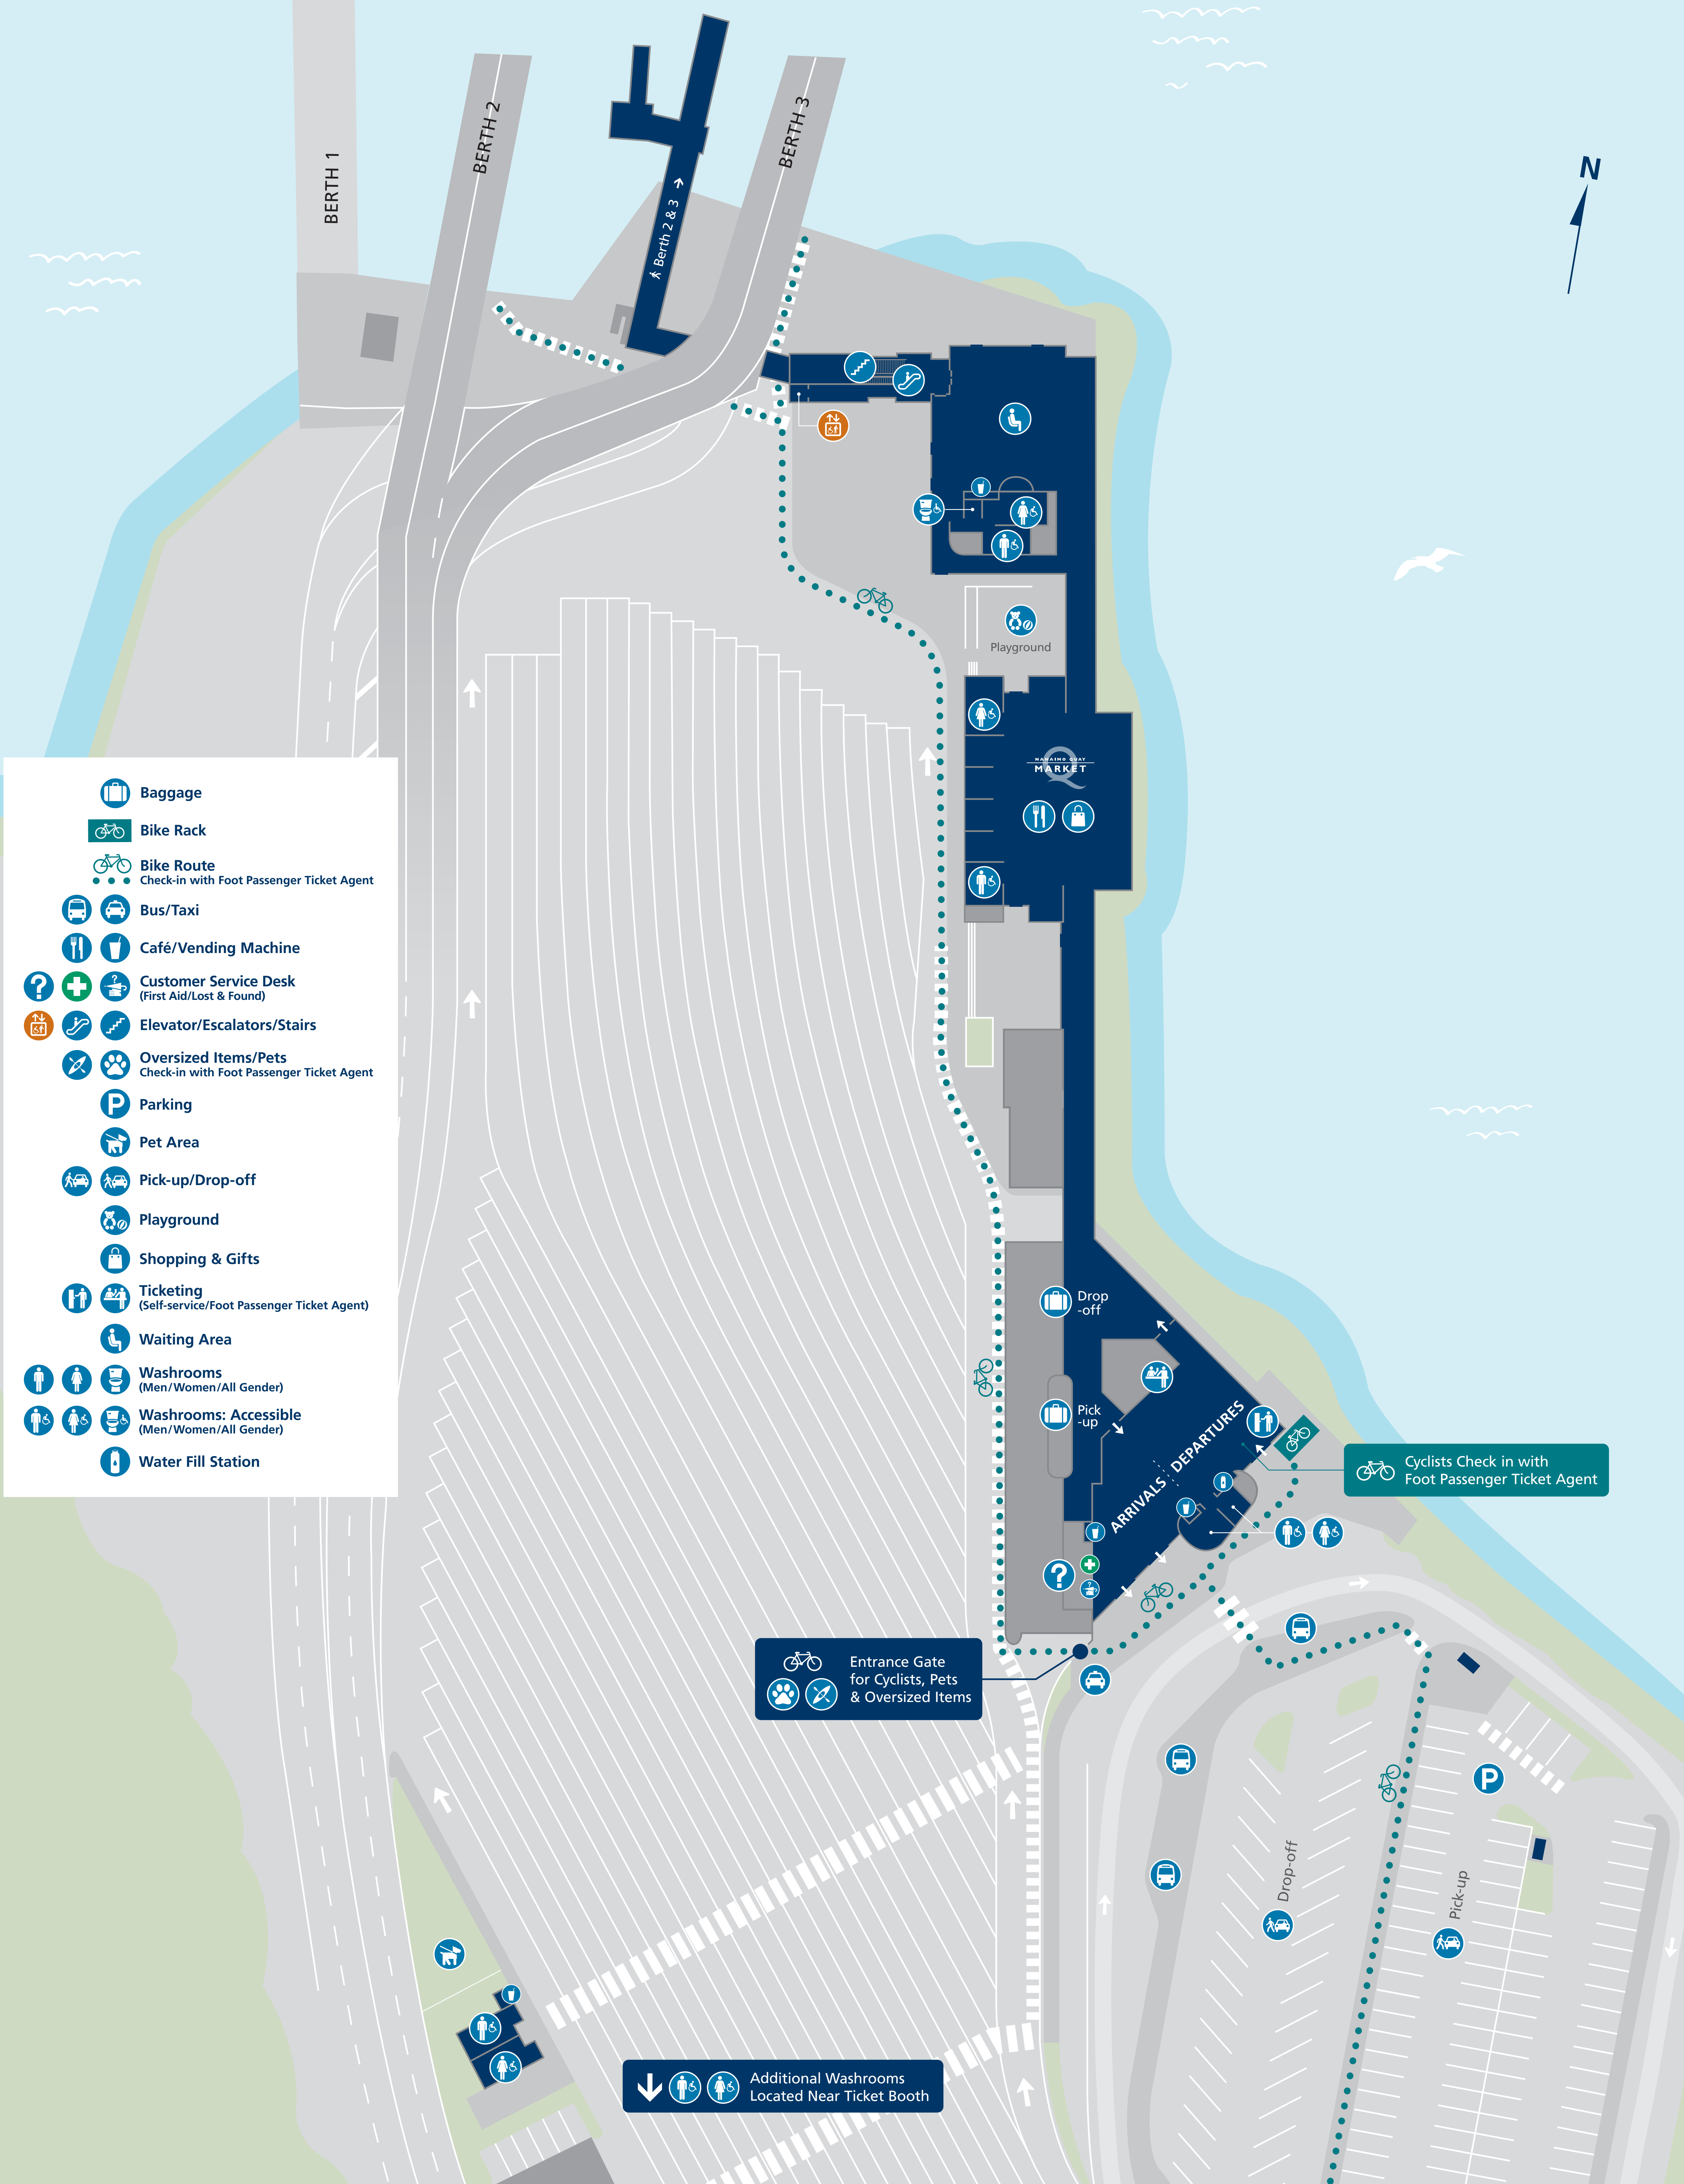 BERTH 1
BERTH 2
BERTH 3
Berth 2 & 3
N
Playground
NANAIMO QUAY
MARKET
Q
Baggage
Bike Rack
Bike Route
Check-in with Foot Passenger Ticket Agent
Bus/Taxi
Café/Vending Machine
?
Customer Service Desk
(First Aid/Lost & Found)
Elevator/Escalators/Stairs
Oversized Items/Pets
Check-in with Foot Passenger Ticket Agent
P
Parking
Pet Area
Pick-up/Drop-off
Playground
Shopping & Gifts
Ticketing
(Self-service/Foot Passenger Ticket Agent)
Waiting Area
Washrooms
(Men/Women/All Gender)
Washrooms: Accessible
(Men/Women/All Gender)
Water Fill Station
Drop
-off
Pick
-up
ARRIVALS
DEPARTURES
Cyclists Check in with
Foot Passenger Ticket Agent
?
Entrance Gate
for Cyclists, Pets
& Oversized Items
P
Drop-off
Pick-up
Additional Washrooms
Located Near Ticket Booth